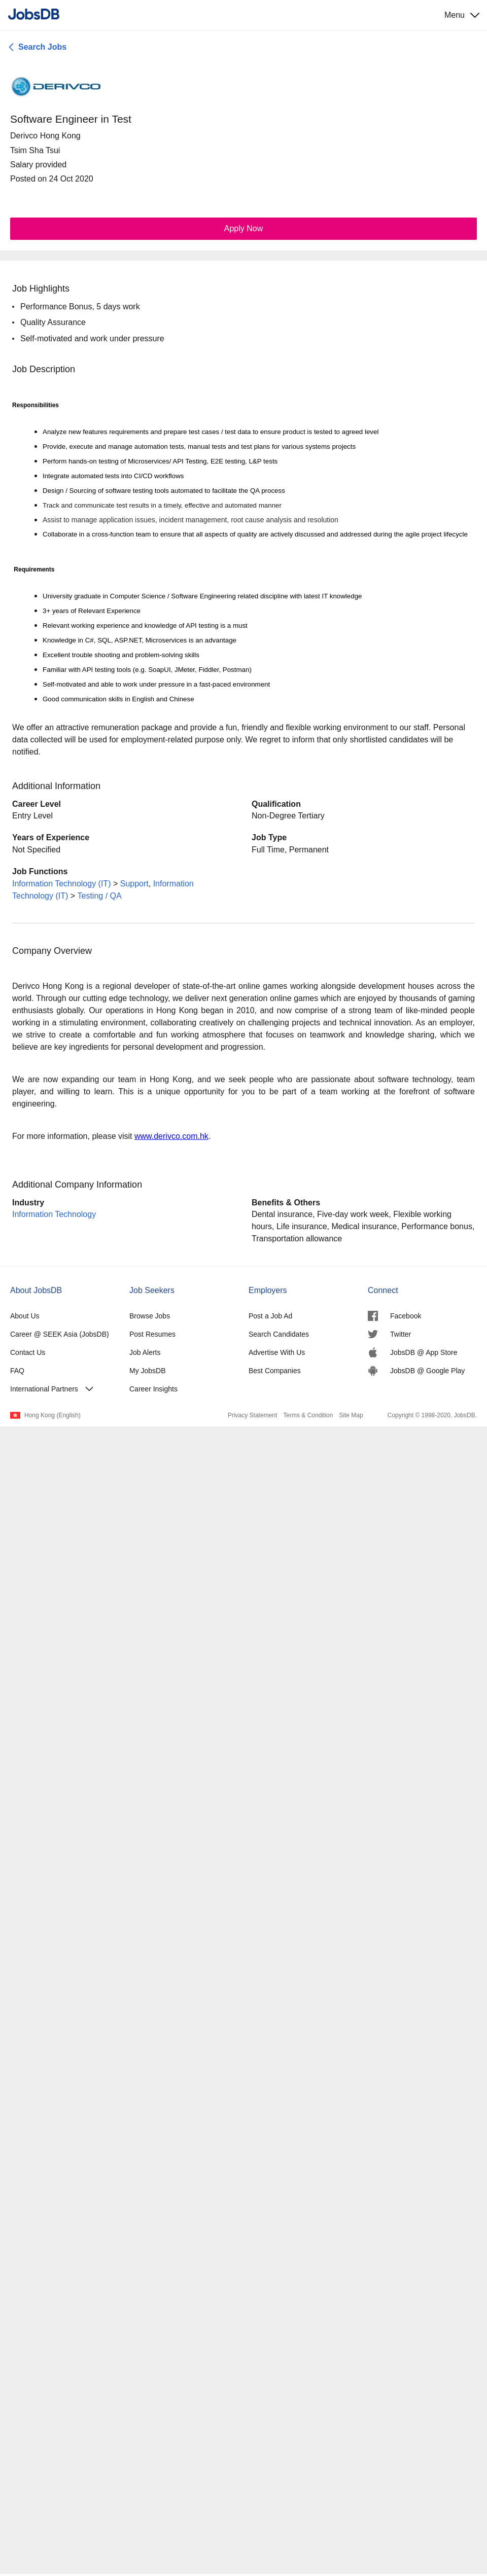 JobsDB
Menu
Search Jobs
DERIVCO
Software Engineer in Test
Derivco Hong Kong
Tsim Sha Tsui
Salary provided
Posted on 24 Oct 2020
Apply Now
Job Highlights
• Performance Bonus, 5 days work
• Quality Assurance
• Self-motivated and work under pressure
Job Description
Responsibilities
• Analyze new features requirements and prepare test cases / test data to ensure product is tested to agreed level
• Provide, execute and manage automation tests, manual tests and test plans for various systems projects
• Perform hands-on testing of Microservices/ API Testing, E2E testing, L&P tests
• Integrate automated tests into CI/CD workflows
• Design / Sourcing of software testing tools automated to facilitate the QA process
• Track and communicate test results in a timely, effective and automated manner
• Assist to manage application issues, incident management, root cause analysis and resolution
• Collaborate in a cross-function team to ensure that all aspects of quality are actively discussed and addressed during the agile project lifecycle
Requirements
• University graduate in Computer Science / Software Engineering related discipline with latest IT knowledge
• 3+ years of Relevant Experience
• Relevant working experience and knowledge of API testing is a must
• Knowledge in C#, SQL, ASP.NET, Microservices is an advantage
• Excellent trouble shooting and problem-solving skills
• Familiar with API testing tools (e.g. SoapUI, JMeter, Fiddler, Postman)
• Self-motivated and able to work under pressure in a fast-paced environment
• Good communication skills in English and Chinese
We offer an attractive remuneration package and provide a fun, friendly and flexible working environment to our staff. Personal
data collected will be used for employment-related purpose only. We regret to inform that only shortlisted candidates will be
notified.
Additional Information
Career Level
Entry Level
Qualification
Non-Degree Tertiary
Years of Experience
Not Specified
Job Type
Full Time, Permanent
Job Functions
Information Technology (IT) > Support, Information
Technology (IT) > Testing / QA
Company Overview
Derivco Hong Kong is a regional developer of state-of-the-art online games working alongside development houses across the
world. Through our cutting edge technology, we deliver next generation online games which are enjoyed by thousands of gaming
enthusiasts globally. Our operations in Hong Kong began in 2010, and now comprise of a strong team of like-minded people
working in a stimulating environment, collaborating creatively on challenging projects and technical innovation. As an employer,
we strive to create a comfortable and fun working atmosphere that focuses on teamwork and knowledge sharing, which we
believe are key ingredients for personal development and progression.
We are now expanding our team in Hong Kong, and we seek people who are passionate about software technology, team
player, and willing to learn. This is a unique opportunity for you to be part of a team working at the forefront of software
engineering.
For more information, please visit www.derivco.com.hk.
Additional Company Information
Industry
Information Technology
Benefits & Others
Dental insurance, Five-day work week, Flexible working
hours, Life insurance, Medical insurance, Performance bonus,
Transportation allowance
About JobsDB
About Us
Career @ SEEK Asia (JobsDB)
Contact Us
FAQ
International Partners
Job Seekers
Browse Jobs
Post Resumes
Job Alerts
My JobsDB
Career Insights
Employers
Post a Job Ad
Search Candidates
Advertise With Us
Best Companies
Connect
Facebook
Twitter
JobsDB @ App Store
JobsDB @ Google Play
Hong Kong (English)
Privacy Statement Terms & Condition Site Map
Copyright © 1998-2020, JobsDB.